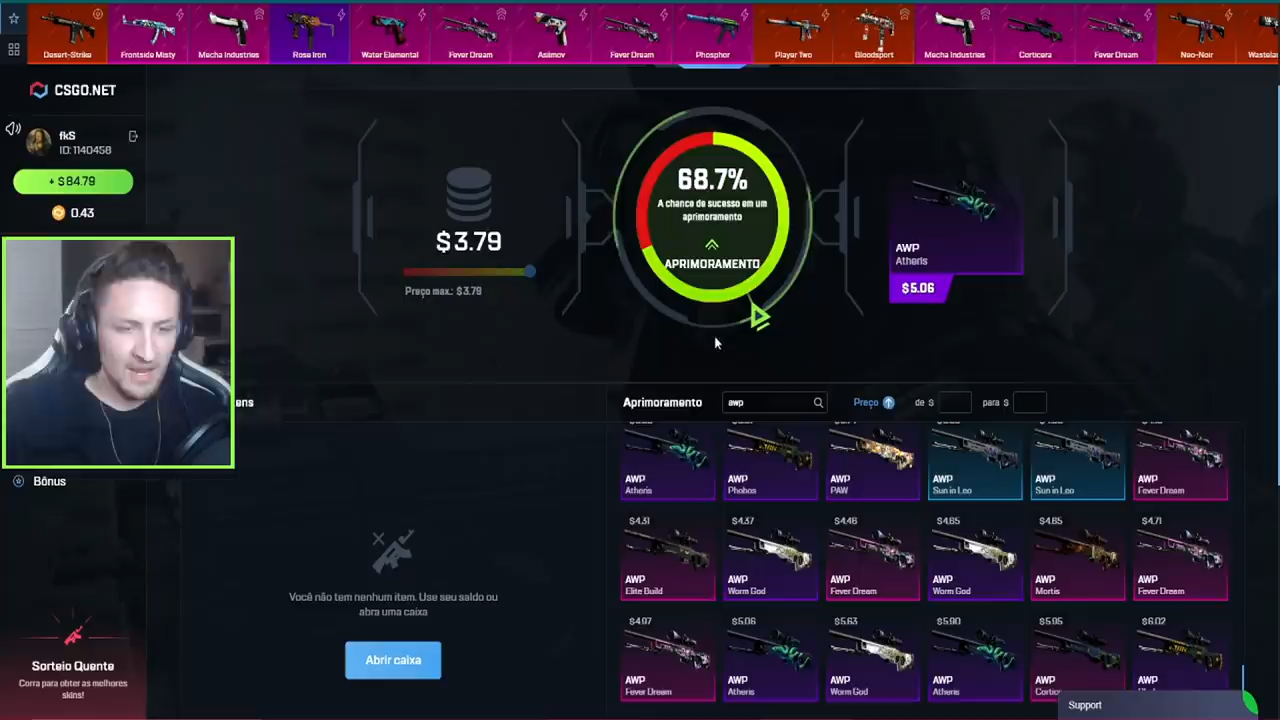 Desert-Strike
Frontside Misty
Mecha Industries
Rose Iron
Water Elemental
Fever Dream
Asiimov
Fever Dream
Phosphor
Player Two
Bloodsport
Mecha Industries
Corticera
Fever Dream
Neo-Noir
CSGO.NET
fkS
ID:1140458
+ $84.79
0.43
$3.79
Preço max.: $3.79
68.7%
A chance de sucesso em um
aprimoramento
APRIMORAMENTO
AWP
Atheris
$5.06
ens
Aprimoramento
awp
Preço
de $
para $
AWP
Atheris
AWP
Phobos
AWP
PAW
AWP
Sun in Leo
AWP
Sun in Leo
AWP
Fever Dream
$4.31
AWP
Elite Build
$4.37
AWP
Worm God
$4.46
AWP
Fever Dream
$4.65
AWP
Worm God
$4.65
AWP
Mortis
$4.71
AWP
Fever Dream
$4.97
AWP
Fever Dream
$5.06
AWP
Atheris
$5.63
AWP
Worm God
$5.90
AWP
Atheris
$5.95
AWP
$6.02
AWP
Você não tem nenhum item. Use seu saldo ou
abra uma caixa
Abrir caixa
Bônus
Sorteio Quente
Corra para obter as melhores
skins!
Support